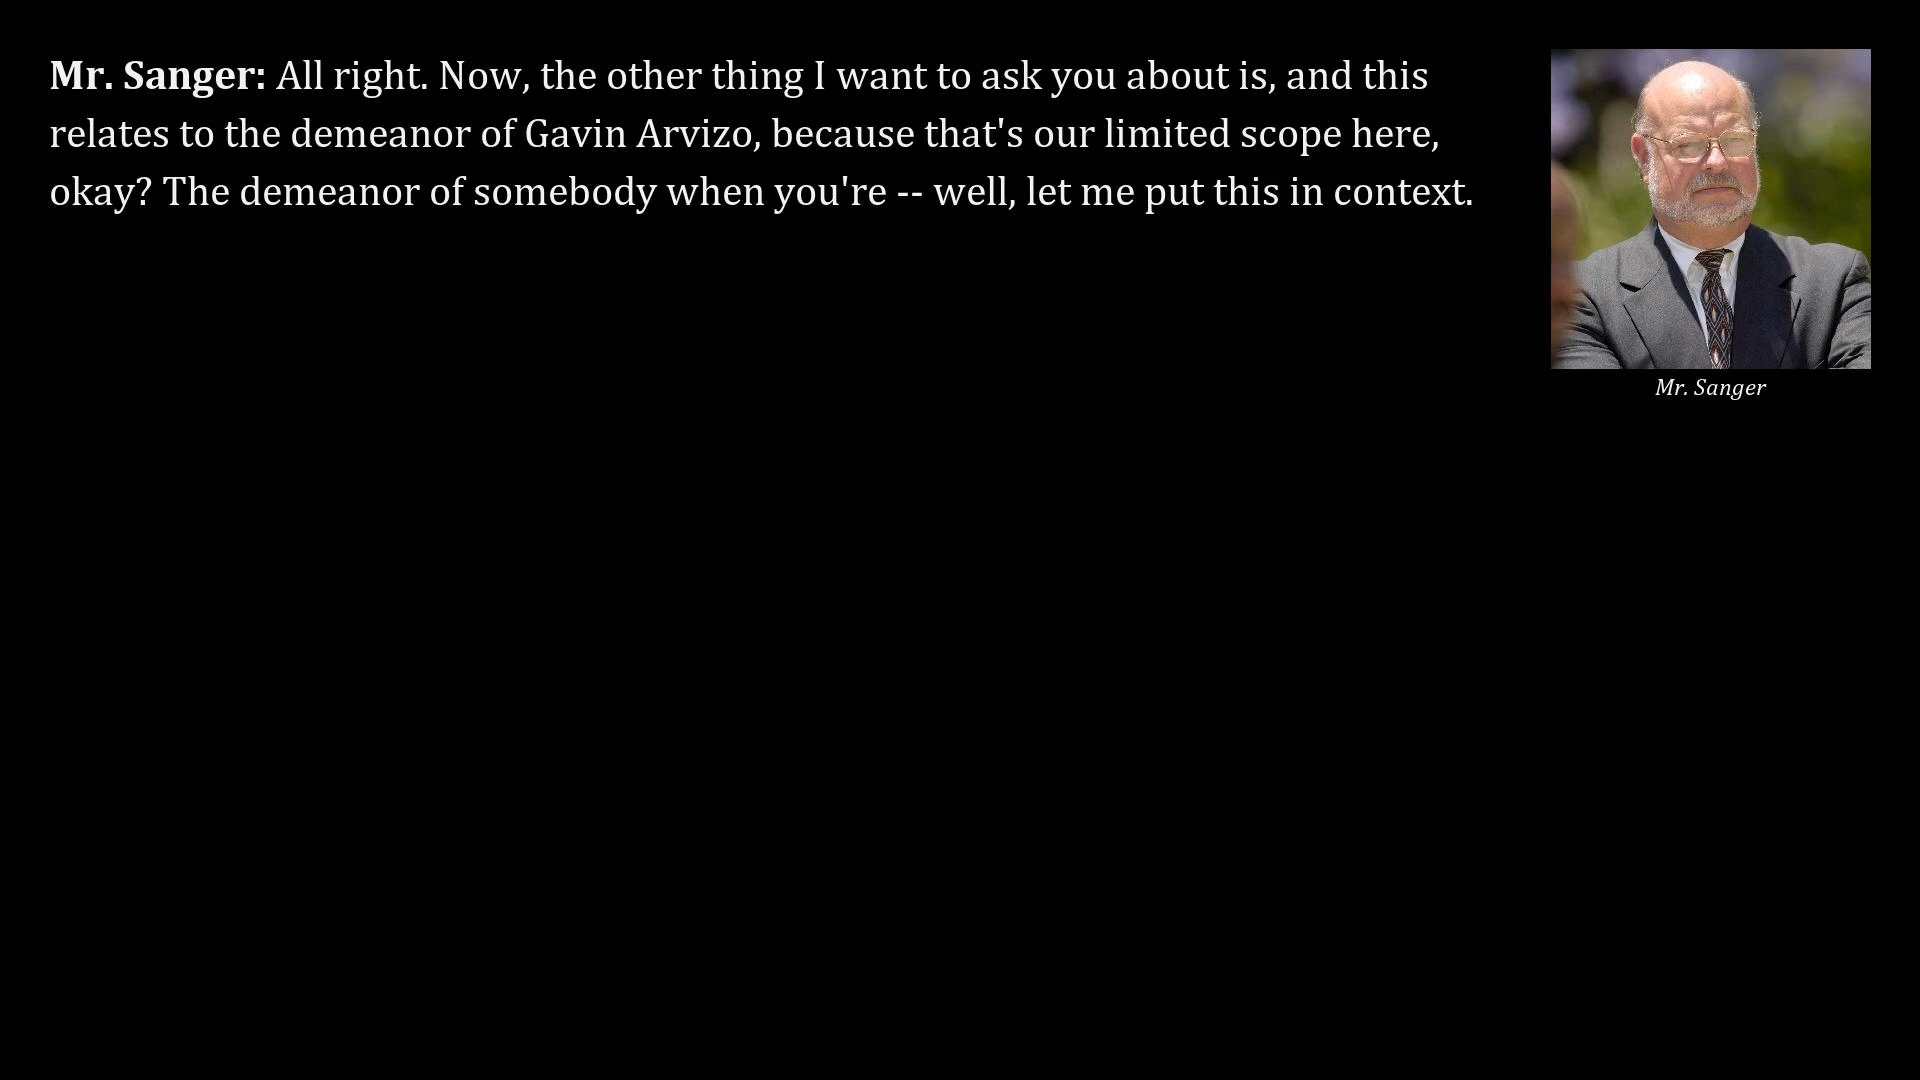 Mr. Sanger: All right. Now, the other thing I want to ask you about is, and this
relates to the demeanor of Gavin Arvizo, because that's our limited scope here,
okay? The demeanor of somebody when you're -- well, let me put this in context.
Mr. Sanger